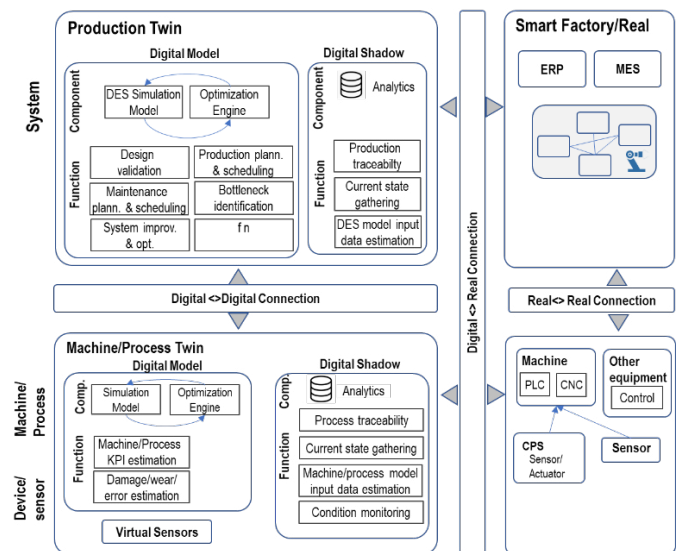 Production Twin
Digital Model
Digital Shadow
System
Component
DES Simulation
Model
Optimization
Engine
Function
Design
validation
Production plann.
& scheduling
Maintenance
plann. & scheduling
Bottleneck
identification
System improv.
& opt.
f n
Component
Analytics
Function
Production
traceabilty
Current state
gathering
DES model input
data estimation
Digital <> Real Connection
Smart Factory/Real
ERP
MES
Digital <>Digital Connection
Real<> Real Connection
Machine/Process Twin
Digital Model
Digital Shadow
Machine/
Process
Device/
sensor
Comp.
Simulation
Model
Optimization
Engine
Function
Machine/Process
KPI estimation
Damage/wear/
error estimation
Virtual Sensors
Comp.
Analytics
Function
Process traceability
Current state gathering
Machine/process model
input data estimation
Condition monitoring
Machine
PLC
CNC
Other
equipment
Control
CPS
Sensor/
Actuator
Sensor